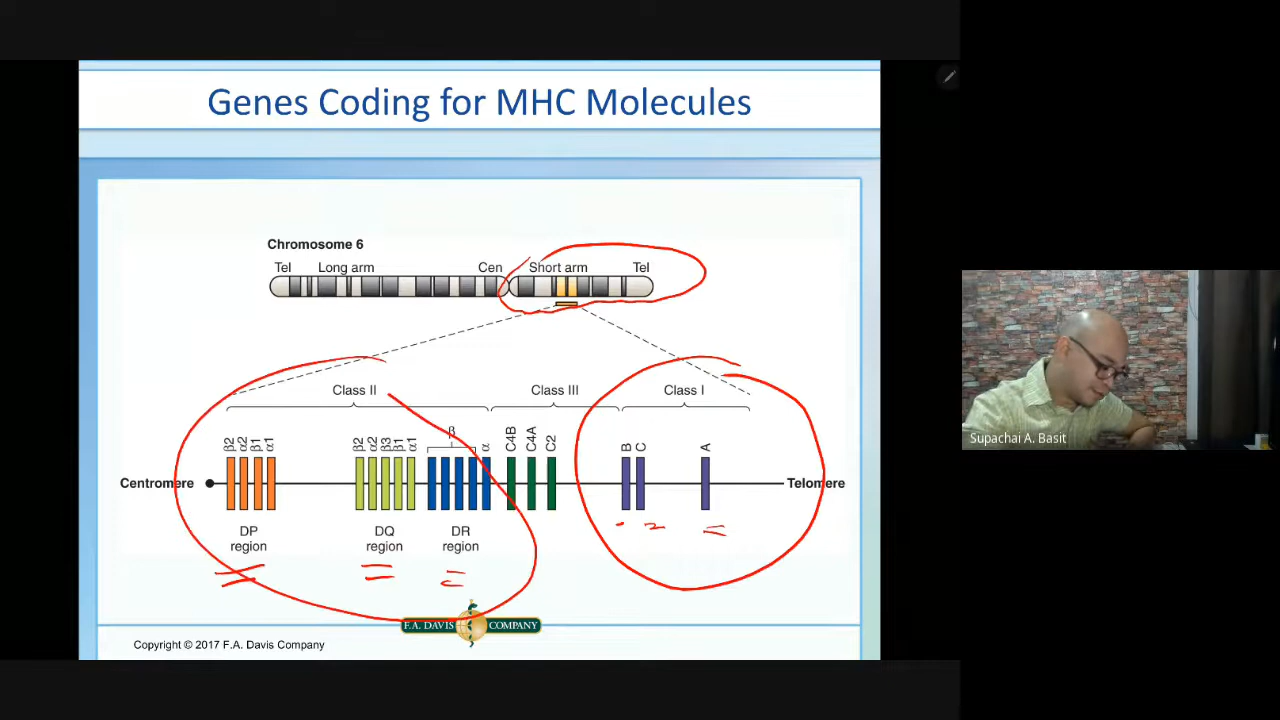 Genes Coding for MHC Molecules
Chromosome 6
Tel Long arm Cen Short arm Tel
Class II Class III Class I
β
β2 α2 β1 α1 β2 α2 β3 β1 α1 α C4B C4A C2 B C A
Centromere Telomere
DP region
DQ region
DR region
F.A. DAVIS COMPANY
Copyright © 2017 F.A. Davis Company
Supachai A. Basit